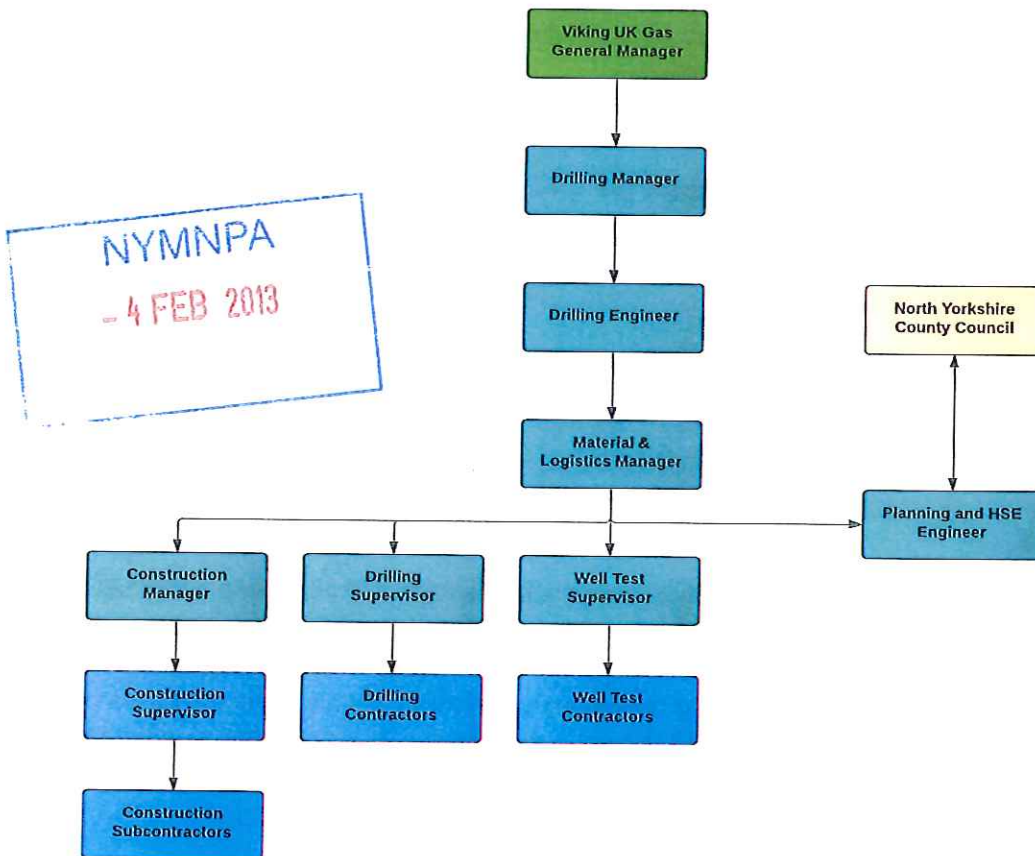 Viking UK Gas
General Manager
Drilling Manager
NYMNPA
- 4 FEB 2013
Drilling Engineer
North Yorkshire
County Council
Material &
Logistics Manager
Planning and HSE
Engineer
Construction
Manager
Drilling
Supervisor
Well Test
Supervisor
Construction
Supervisor
Drilling
Contractors
Well Test
Contractors
Construction
Subcontractors